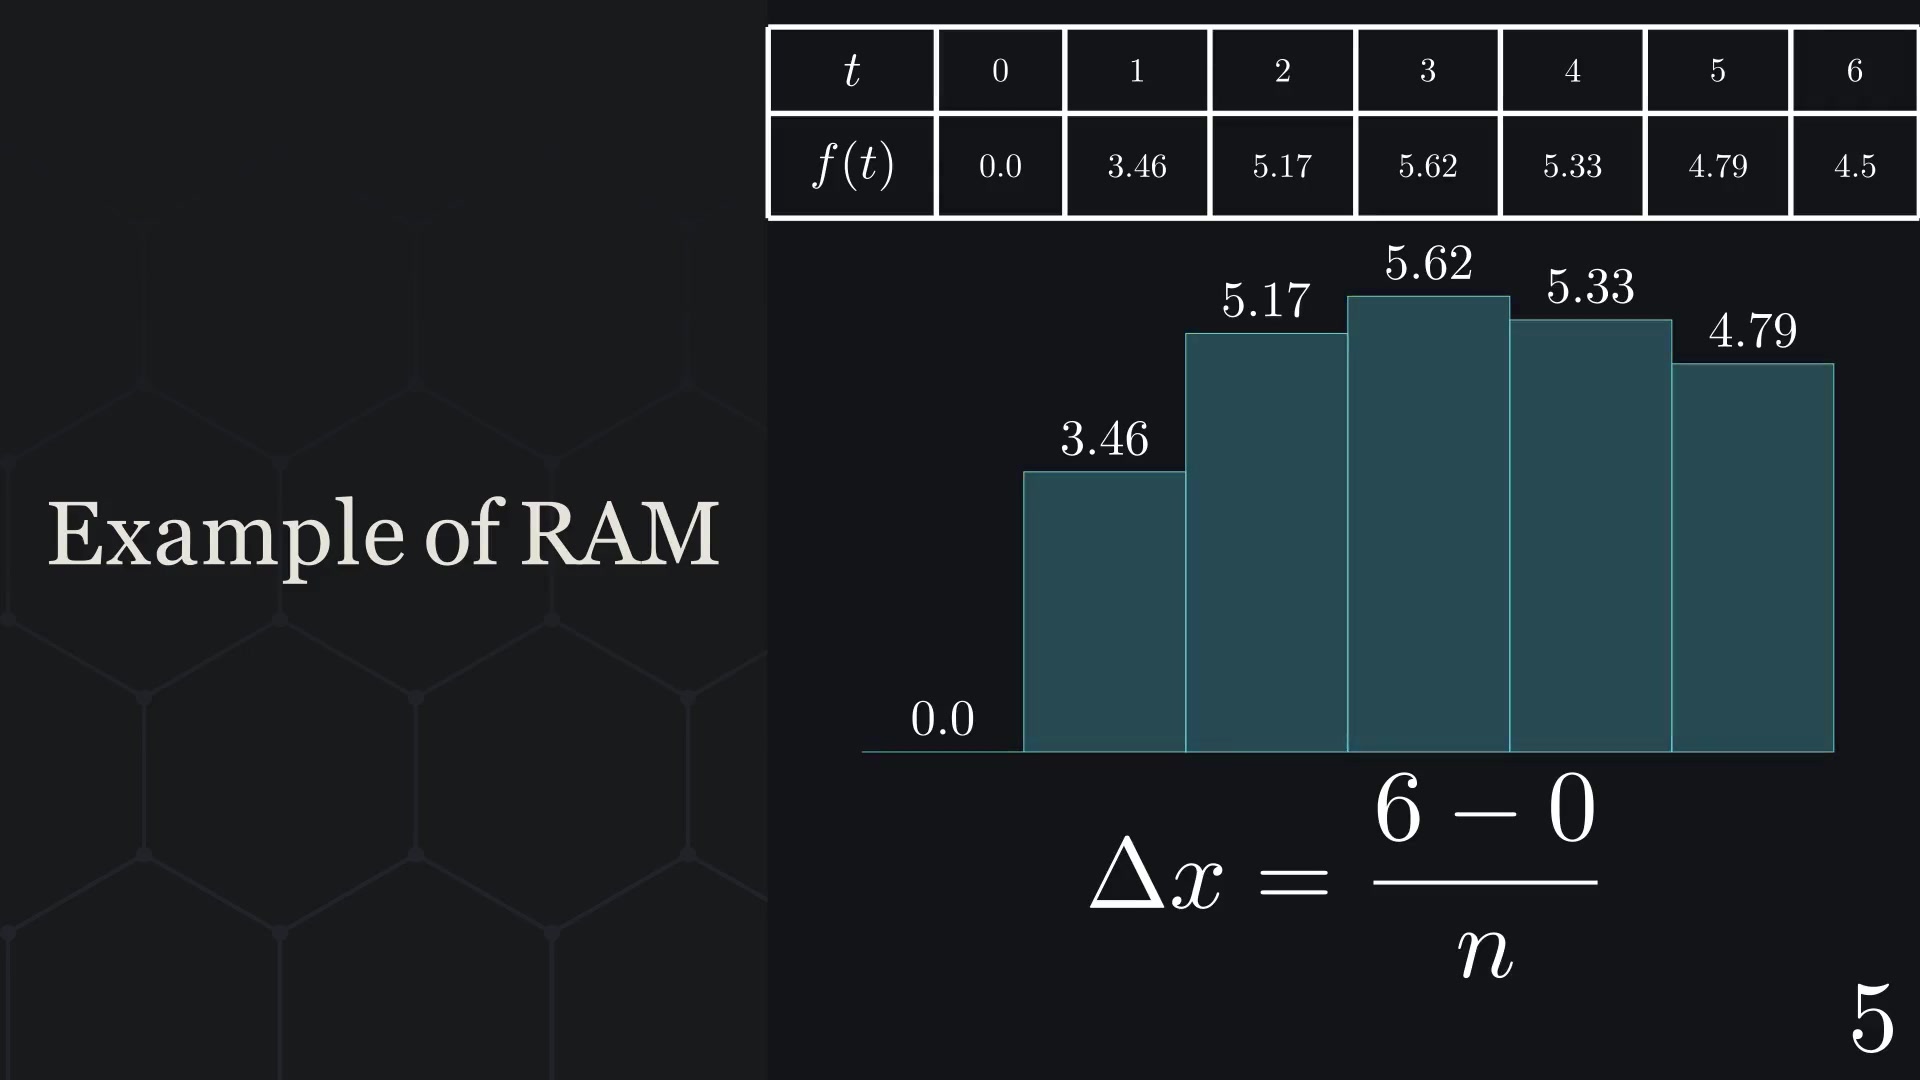 Example of RAM
t 0 1 2 3 4 5 6
f(t) 0.0 3.46 5.17 5.62 5.33 4.79 4.5
0.0 3.46 5.17 5.62 5.33 4.79
Δx = \frac{6 − 0}{n}
5